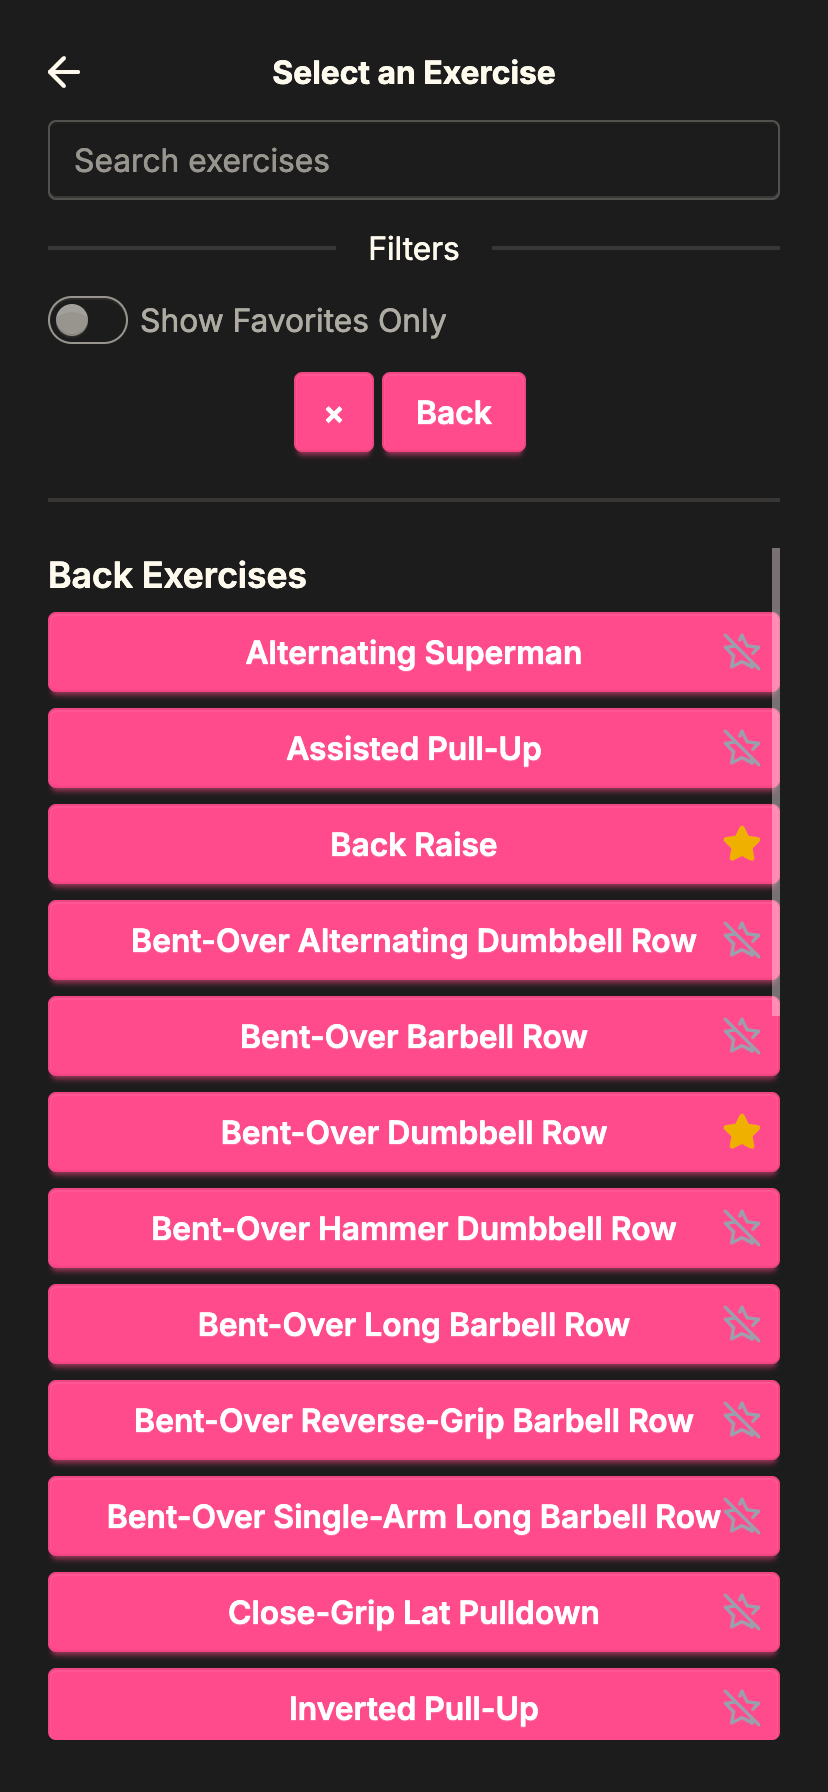 Select an Exercise
Search exercises
Filters
Show Favorites Only
× Back
Back Exercises
Alternating Superman
Assisted Pull-Up
Back Raise
Bent-Over Alternating Dumbbell Row
Bent-Over Barbell Row
Bent-Over Dumbbell Row
Bent-Over Hammer Dumbbell Row
Bent-Over Long Barbell Row
Bent-Over Reverse-Grip Barbell Row
Bent-Over Single-Arm Long Barbell Row
Close-Grip Lat Pulldown
Inverted Pull-Up